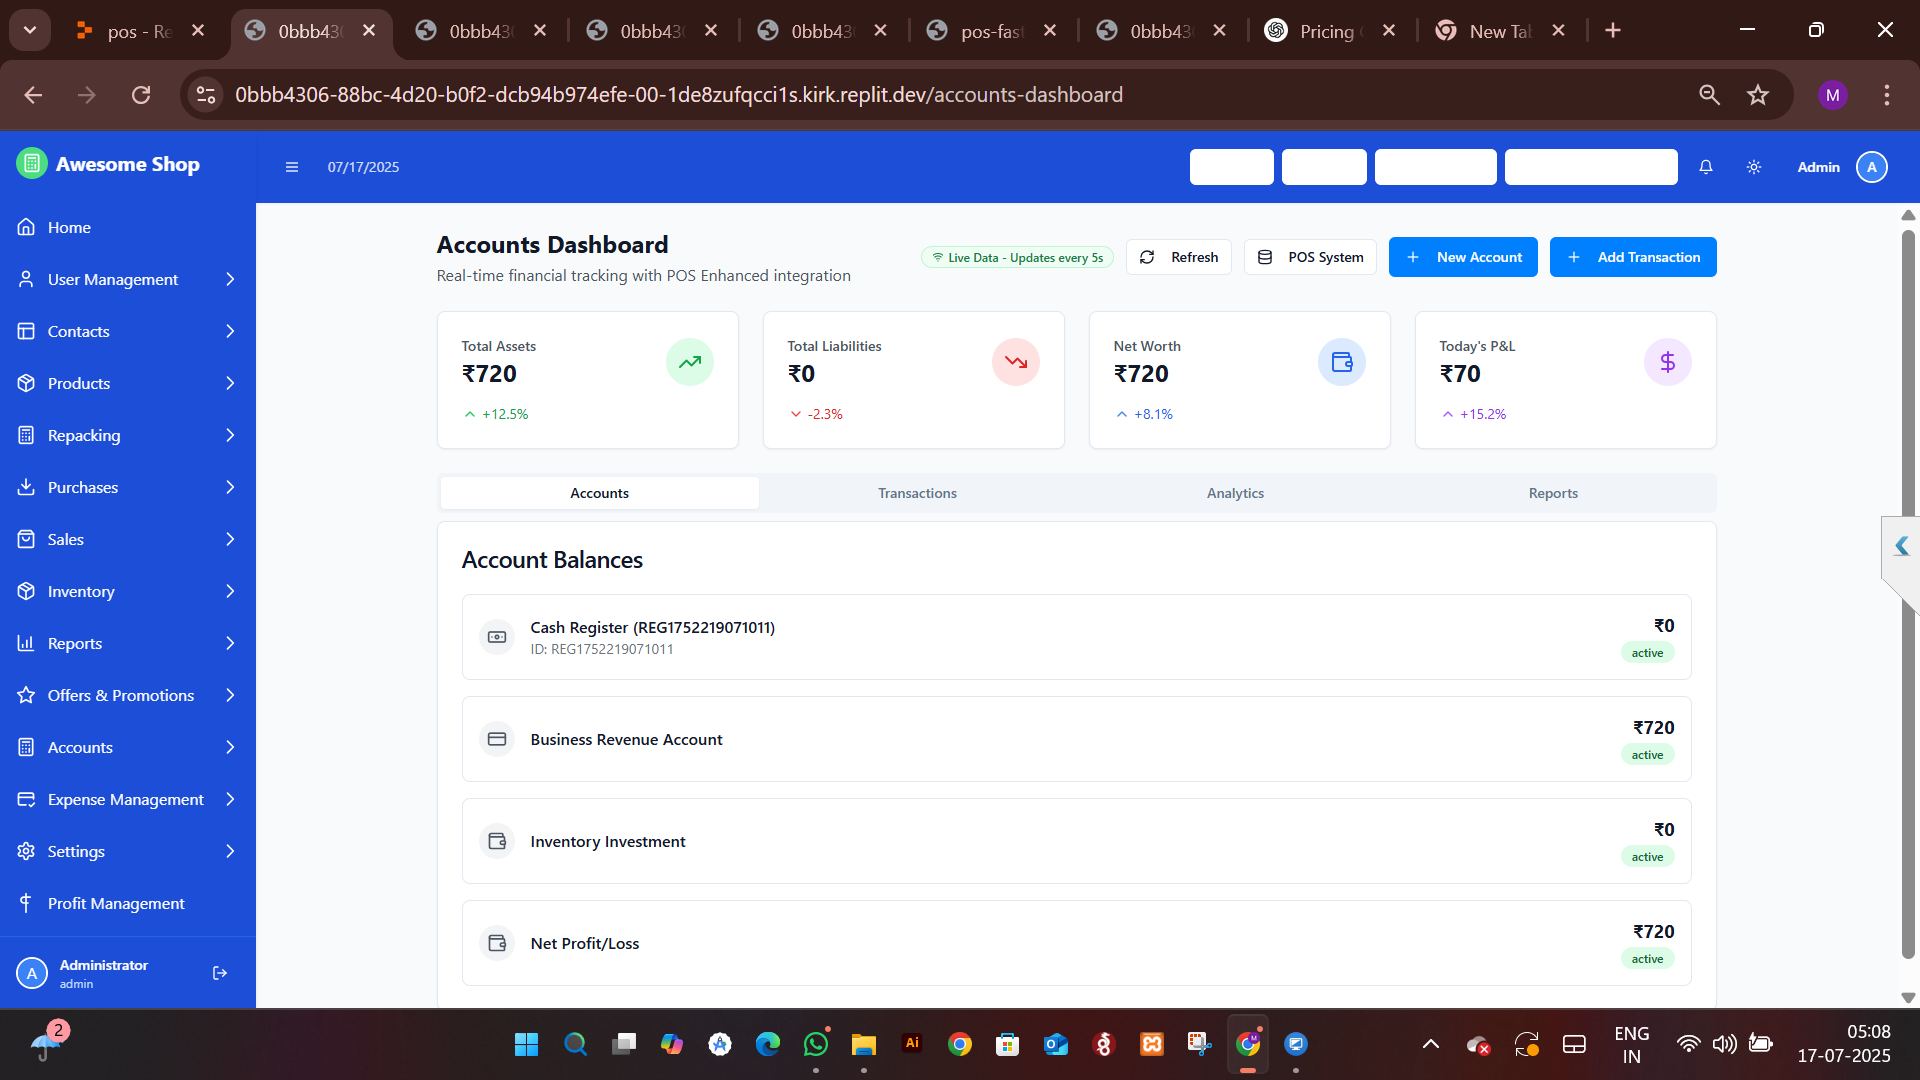 pos - Re
0bbb430
0bbb430
0bbb430
0bbb430
pos-fast
0bbb430
Pricing
New Tab
0bbb4306-88bc-4d20-b0f2-dcb94b974efe-00-1de8zufqcci1s.kirk.replit.dev/accounts-dashboard
M
Awesome Shop
07/17/2025
Admin
A
Home
User Management
Contacts
Products
Repacking
Purchases
Sales
Inventory
Reports
Offers & Promotions
Accounts
Expense Management
Settings
Profit Management
A
Administrator
admin
Accounts Dashboard
Real-time financial tracking with POS Enhanced integration
Live Data - Updates every 5s
Refresh
POS System
New Account
Add Transaction
Total Assets
₹720
+12.5%
Total Liabilities
₹0
-2.3%
Net Worth
₹720
+8.1%
Today's P&L
₹70
+15.2%
Accounts
Transactions
Analytics
Reports
Account Balances
Cash Register (REG1752219071011)
ID: REG1752219071011
₹0
active
Business Revenue Account
₹720
active
Inventory Investment
₹0
active
Net Profit/Loss
₹720
active
2
Ai
ENG
IN
05:08
17-07-2025